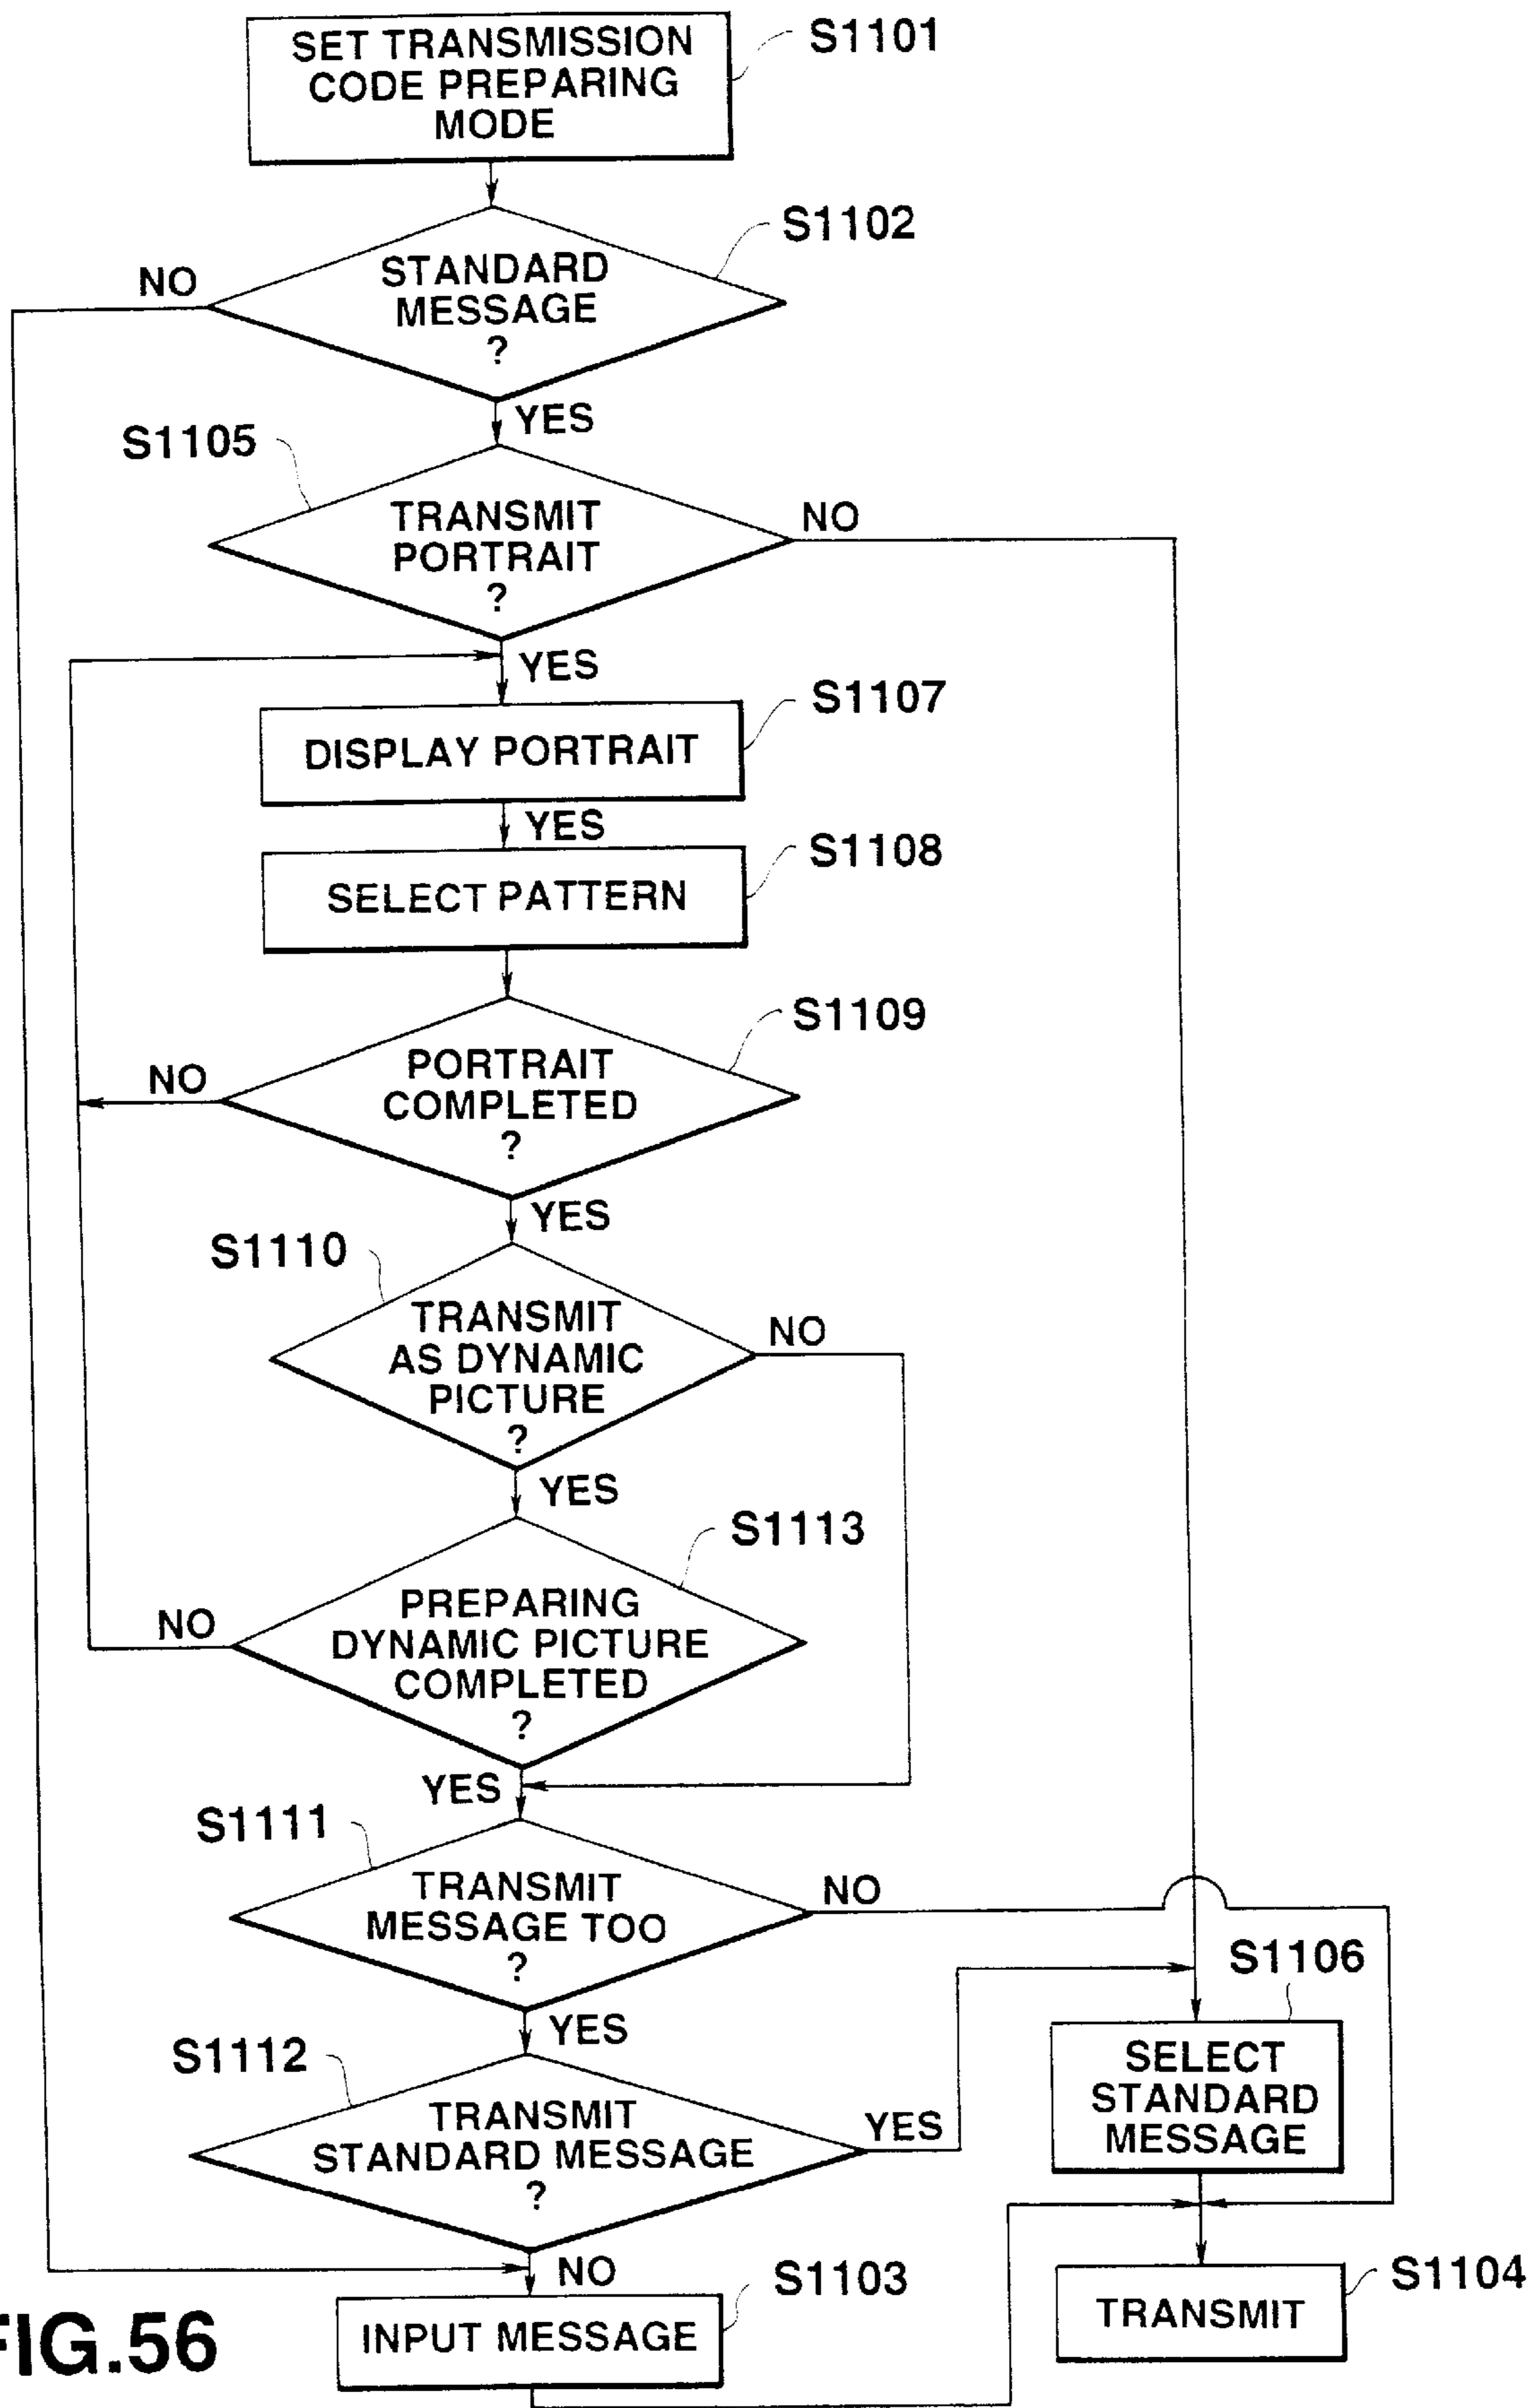 SET TRANSMISSION
CODE PREPARING
MODE
S1101
S1102
NO
STANDARD
MESSAGE
?
YES
S1105
TRANSMIT
PORTRAIT
?
NO
YES
S1107
DISPLAY PORTRAIT
YES
S1108
SELECT PATTERN
S1109
NO
PORTRAIT
COMPLETED
?
YES
S1110
TRANSMIT
AS DYNAMIC
PICTURE
?
NO
YES
S1113
NO
PREPARING
DYNAMIC PICTURE
COMPLETED
?
YES
S1111
TRANSMIT
MESSAGE TOO
?
NO
S1106
YES
SELECT
STANDARD
MESSAGE
S1112
TRANSMIT
STANDARD MESSAGE
?
YES
NO
S1103
INPUT MESSAGE
S1104
TRANSMIT
FIG.56